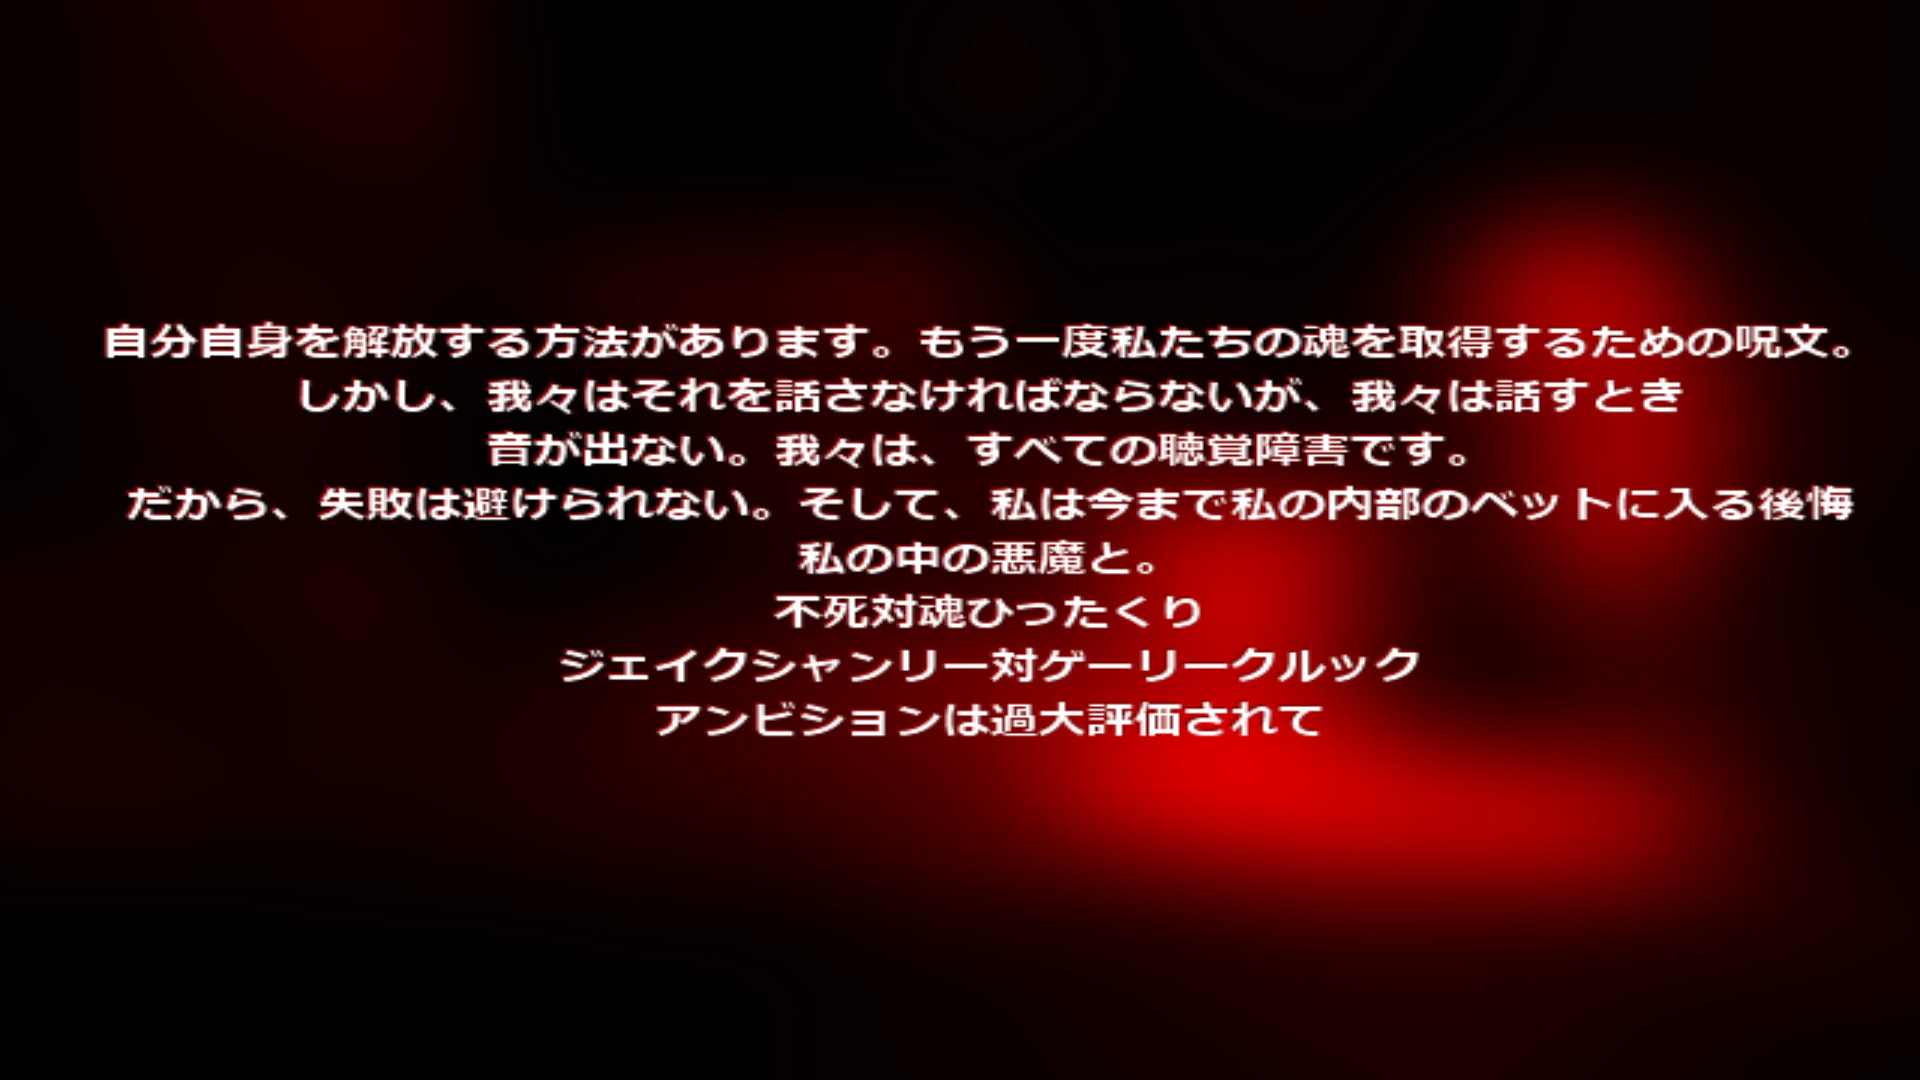 自分自身を解放する方法があります。もう一度私たちの魂を取得するための呪文。
しかし、我々はそれを話さなければならないが、我々は話すとき
音が出ない。我々は、すべての聴覚障害です。
だから、失敗は避けられない。そして、私は今まで私の内部のベットに入る後悔
私の中の悪魔と。
不死対魂ひったくり
ジェイクシャンリー対ゲーリークルック
アンビションは過大評価されて